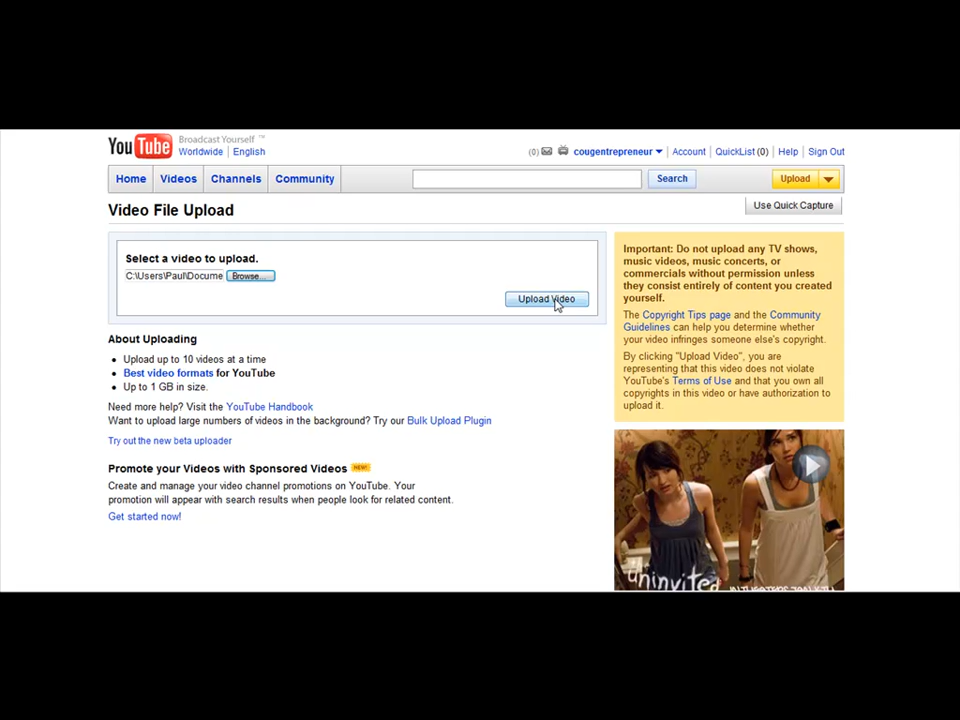 YouTube Broadcast Yourself ™
Worldwide | English
(0) cougentrepreneur | Account | QuickList (0) | Help | Sign Out
Home Videos Channels Community Search Upload
Video File Upload
Use Quick Capture
Select a video to upload.
C:\Users\Paul\Docume Browse...
Upload Video
About Uploading
Upload up to 10 videos at a time
Best video formats for YouTube
Up to 1 GB in size.
Need more help? Visit the YouTube Handbook
Want to upload large numbers of videos in the background? Try our Bulk Upload Plugin
Try out the new beta uploader
Promote your Videos with Sponsored Videos NEW!
Create and manage your video channel promotions on YouTube. Your
promotion will appear with search results when people look for related content.
Get started now!
Important: Do not upload any TV shows,
music videos, music concerts, or
commercials without permission unless
they consist entirely of content you created
yourself.
The Copyright Tips page and the Community
Guidelines can help you determine whether
your video infringes someone else's copyright.
By clicking "Upload Video", you are
representing that this video does not violate
YouTube's Terms of Use and that you own all
copyrights in this video or have authorization to
upload it.
uninvited